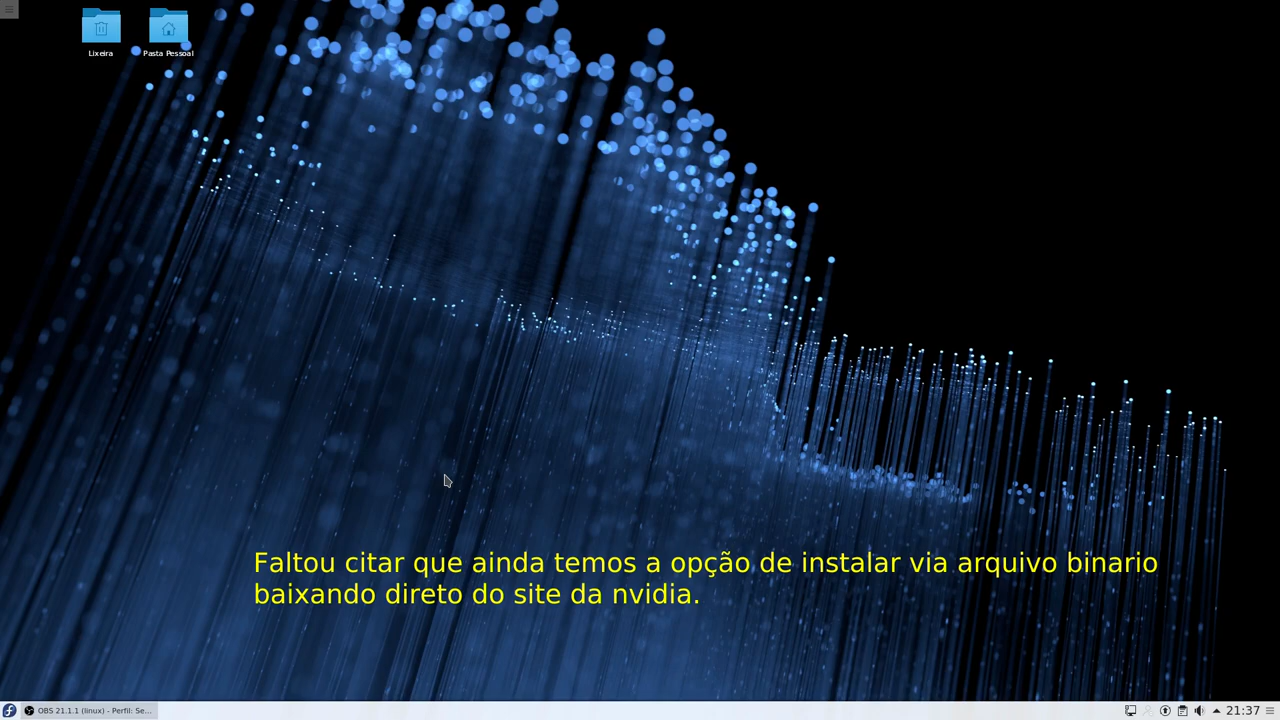 Lixeira
Pasta Pessoal
Faltou citar que ainda temos a opção de instalar via arquivo binario
baixando direto do site da nvidia.
OBS 21.1.1 (linux) - Perfil: Se...
21:37